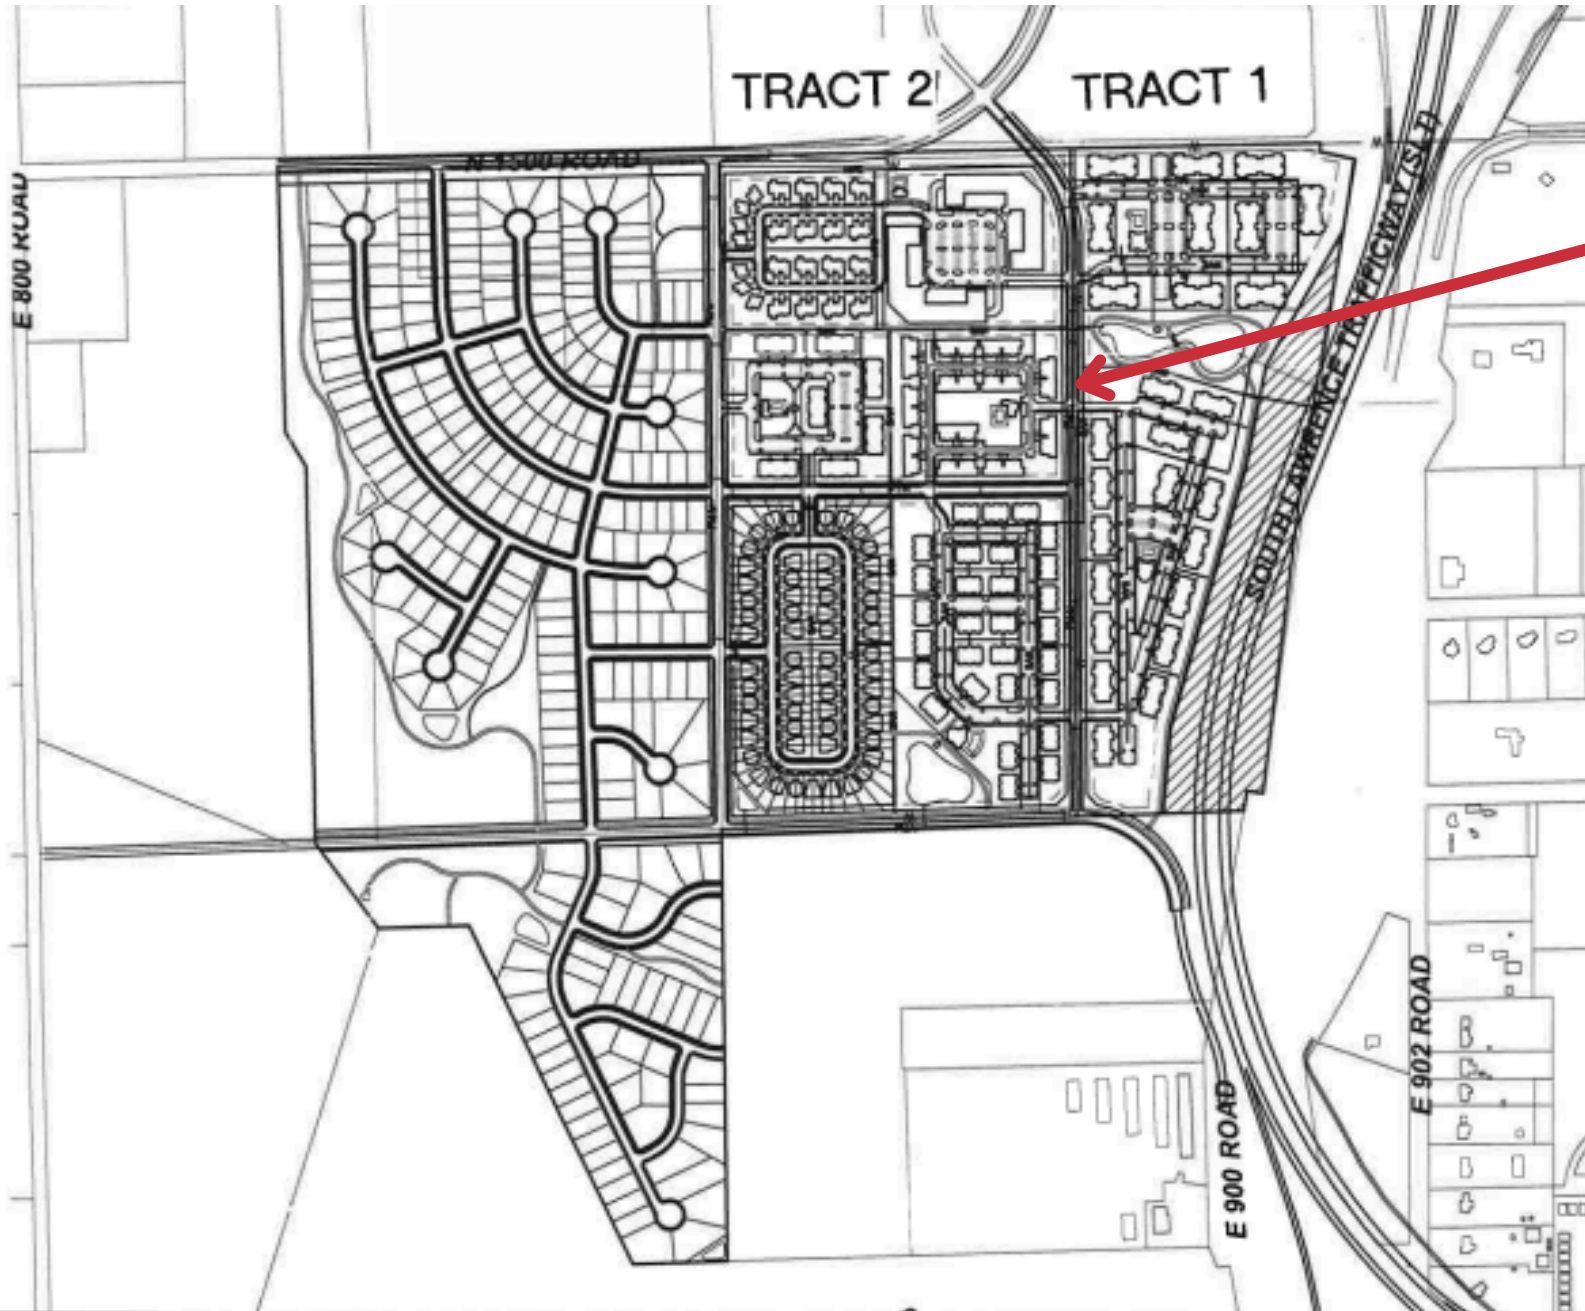 TRACT 2
TRACT 1
N 1500 ROAD
E 800 ROAD
SOUTH LAWRENCE TRAFFICWAY (SLT)
E 902 ROAD
E 900 ROAD